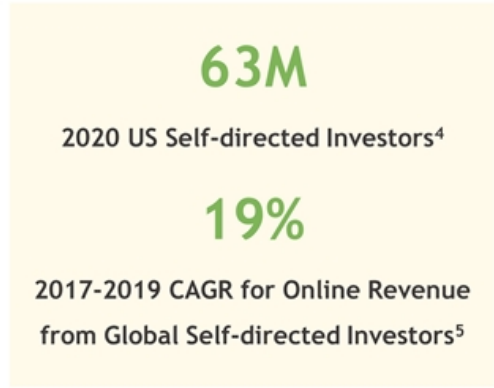 63M
2020 US Self-directed Investors⁴
19%
2017-2019 CAGR for Online Revenue
from Global Self-directed Investors⁵